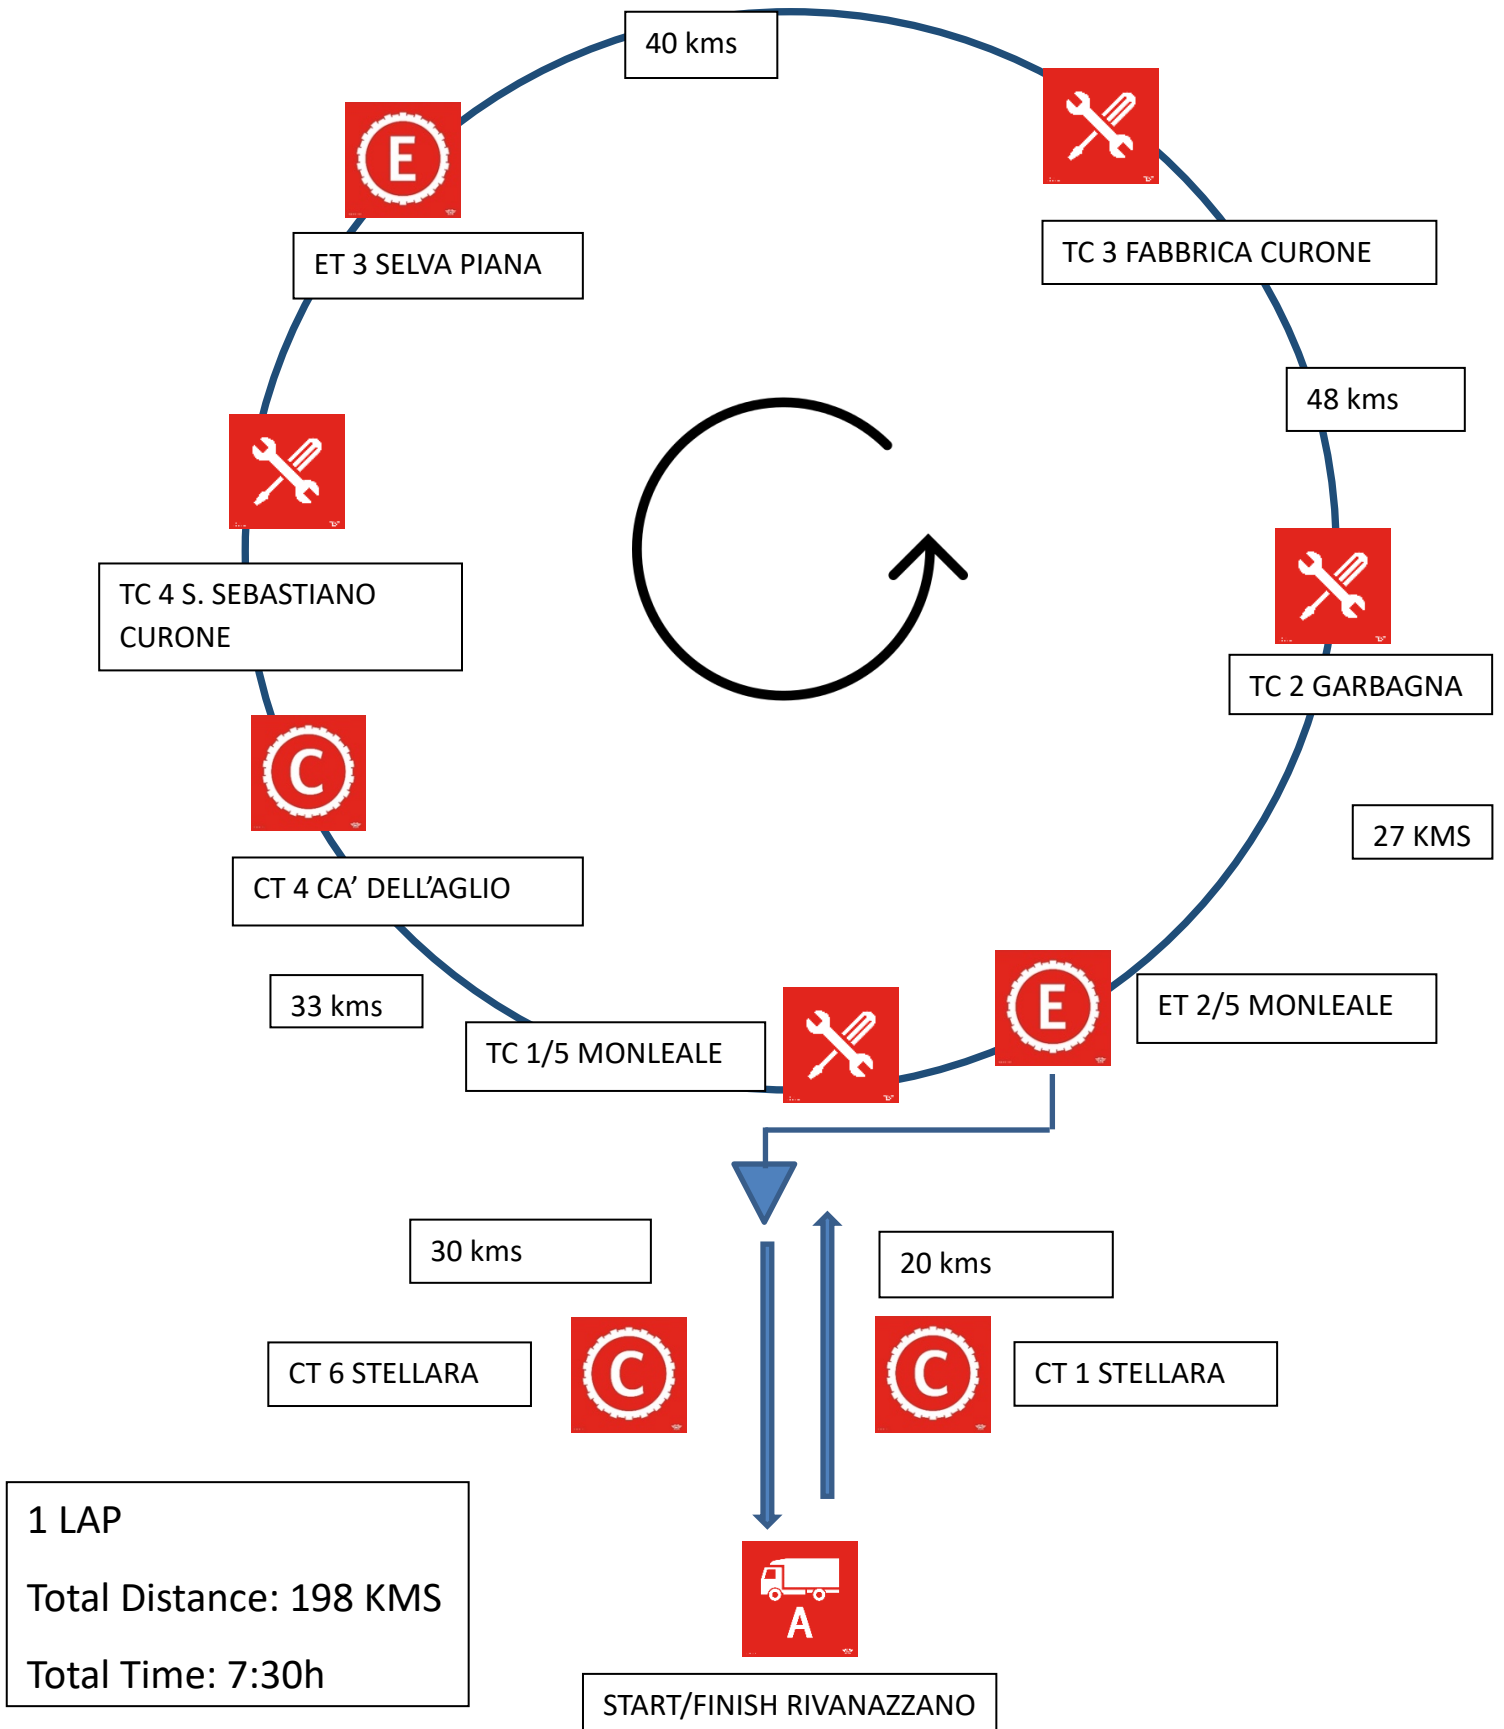 40 kms
E
ET 3 SELVA PIANA
TC 3 FABBRICA CURONE
48 kms
TC 4 S. SEBASTIANO
CURONE
TC 2 GARBAGNA
C
CT 4 CA’ DELL’AGLIO
27 KMS
33 kms
E
ET 2/5 MONLEALE
TC 1/5 MONLEALE
30 kms
20 kms
CT 6 STELLARA
C
C
CT 1 STELLARA
1 LAP
Total Distance: 198 KMS
Total Time: 7:30h
A
START/FINISH RIVANAZZANO